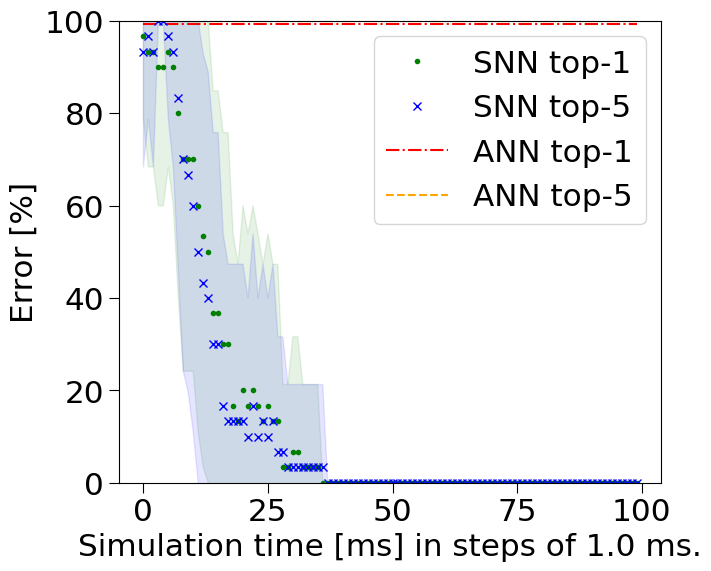 100
80
60
40
20
0
Error [%]
SNN top-1
SNN top-5
ANN top-1
ANN top-5
0 25 50 75 100
Simulation time [ms] in steps of 1.0 ms.